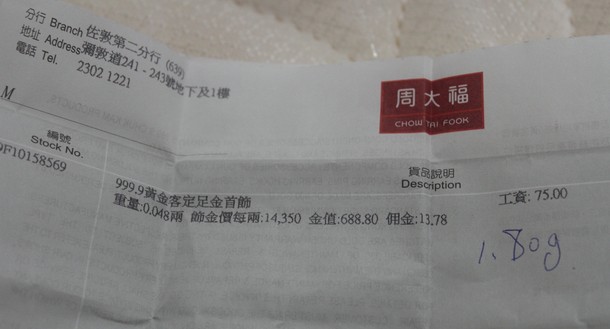 分行 Branch 佐敦第二分行 (639)
地址 Address 彌敦道241 - 243號地下及1樓
電話 Tel. 2302 1221
M
周大福
CHOW TAI FOOK
編號
Stock No.
貨品說明
Description
9F10158569
999.9黃金客定足金首飾
工資: 75.00
重量:0.048兩 飾金價每兩:14,350 金值:688.80 佣金:13.78
1.80g